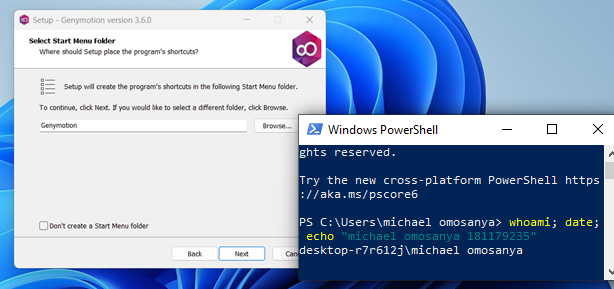 Setup - Genymotion version 3.6.0
Select Start Menu Folder
Where should Setup place the program's shortcuts?
Setup will create the program's shortcuts in the following Start Menu folder.
To continue, click Next. If you would like to select a different folder, click Browse.
Genymotion
Browse...
Don't create a Start Menu folder
Back
Next
Canc
Windows PowerShell
ghts reserved.
Try the new cross-platform PowerShell https
://aka.ms/pscore6
PS C:\Users\michael omosanya> whoami; date;
echo "michael omosanya 181179235"
desktop-r7r612j\michael omosanya